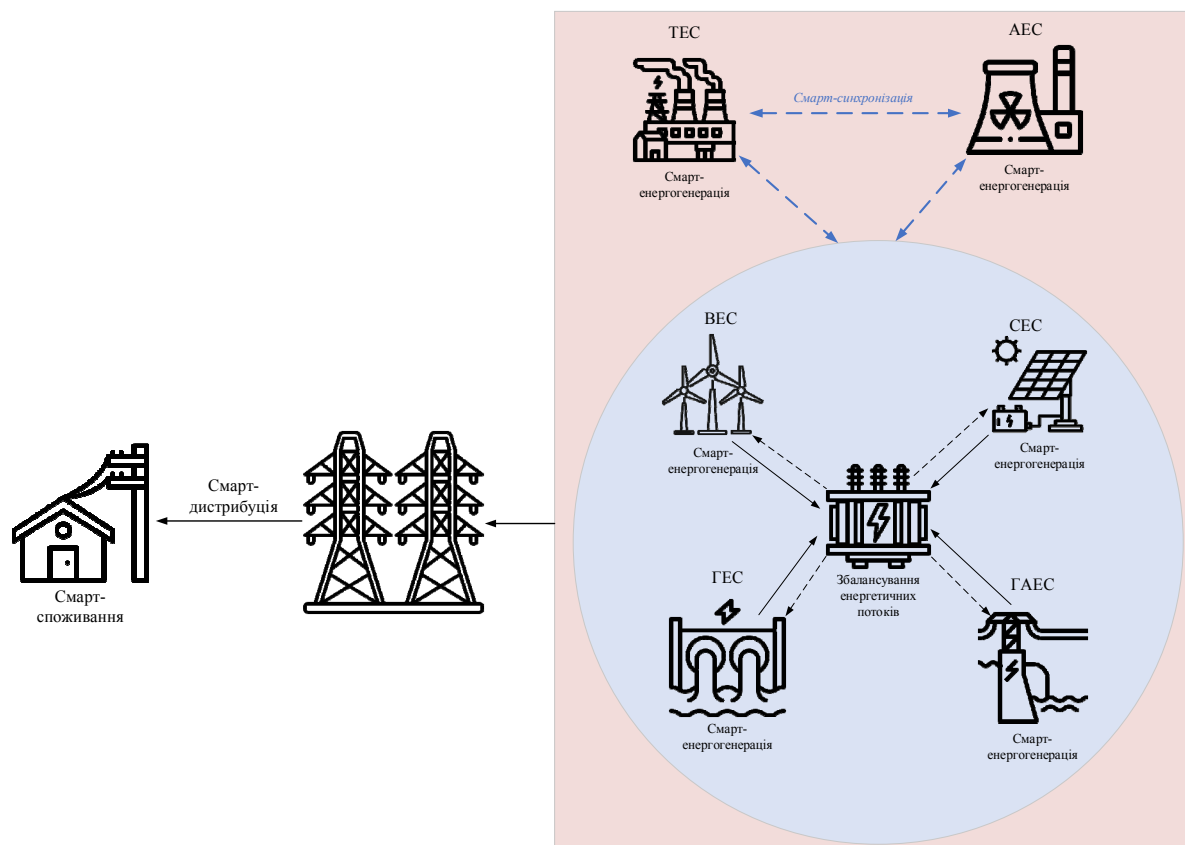 ТЕС
АЕС
Смарт-синхронізація
Смарт-
енергогенерація
Смарт-
енергогенерація
ВЕС
СЕС
Смарт-
енергогенерація
Смарт-
енергогенерація
Смарт-
дистрибуція
Смарт-
споживання
Збалансування
енергетичних
потоків
ГЕС
ГАЕС
Смарт-
енергогенерація
Смарт-
енергогенерація